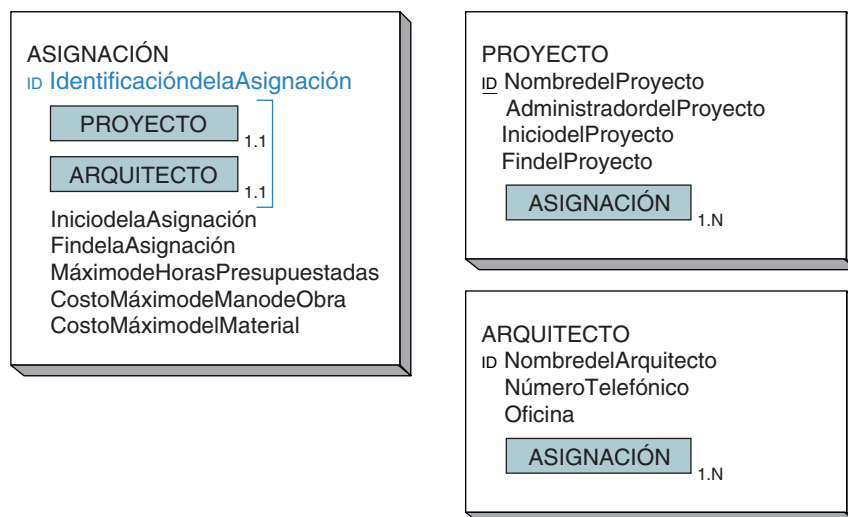 ASIGNACIÓN
ID IdentificacióndelaAsignación
PROYECTO
1.1
ARQUITECTO
1.1
IniciodelaAsignación
FindelaAsignación
MáximodeHorasPresupuestadas
CostoMáximodeManodeObra
CostoMáximodelMaterial
PROYECTO
ID NombredelProyecto
AdministradordelProyecto
IniciodelProyecto
FindelProyecto
ASIGNACIÓN
1.N
ARQUITECTO
ID NombredelArquitecto
NúmeroTelefónico
Oficina
ASIGNACIÓN
1.N